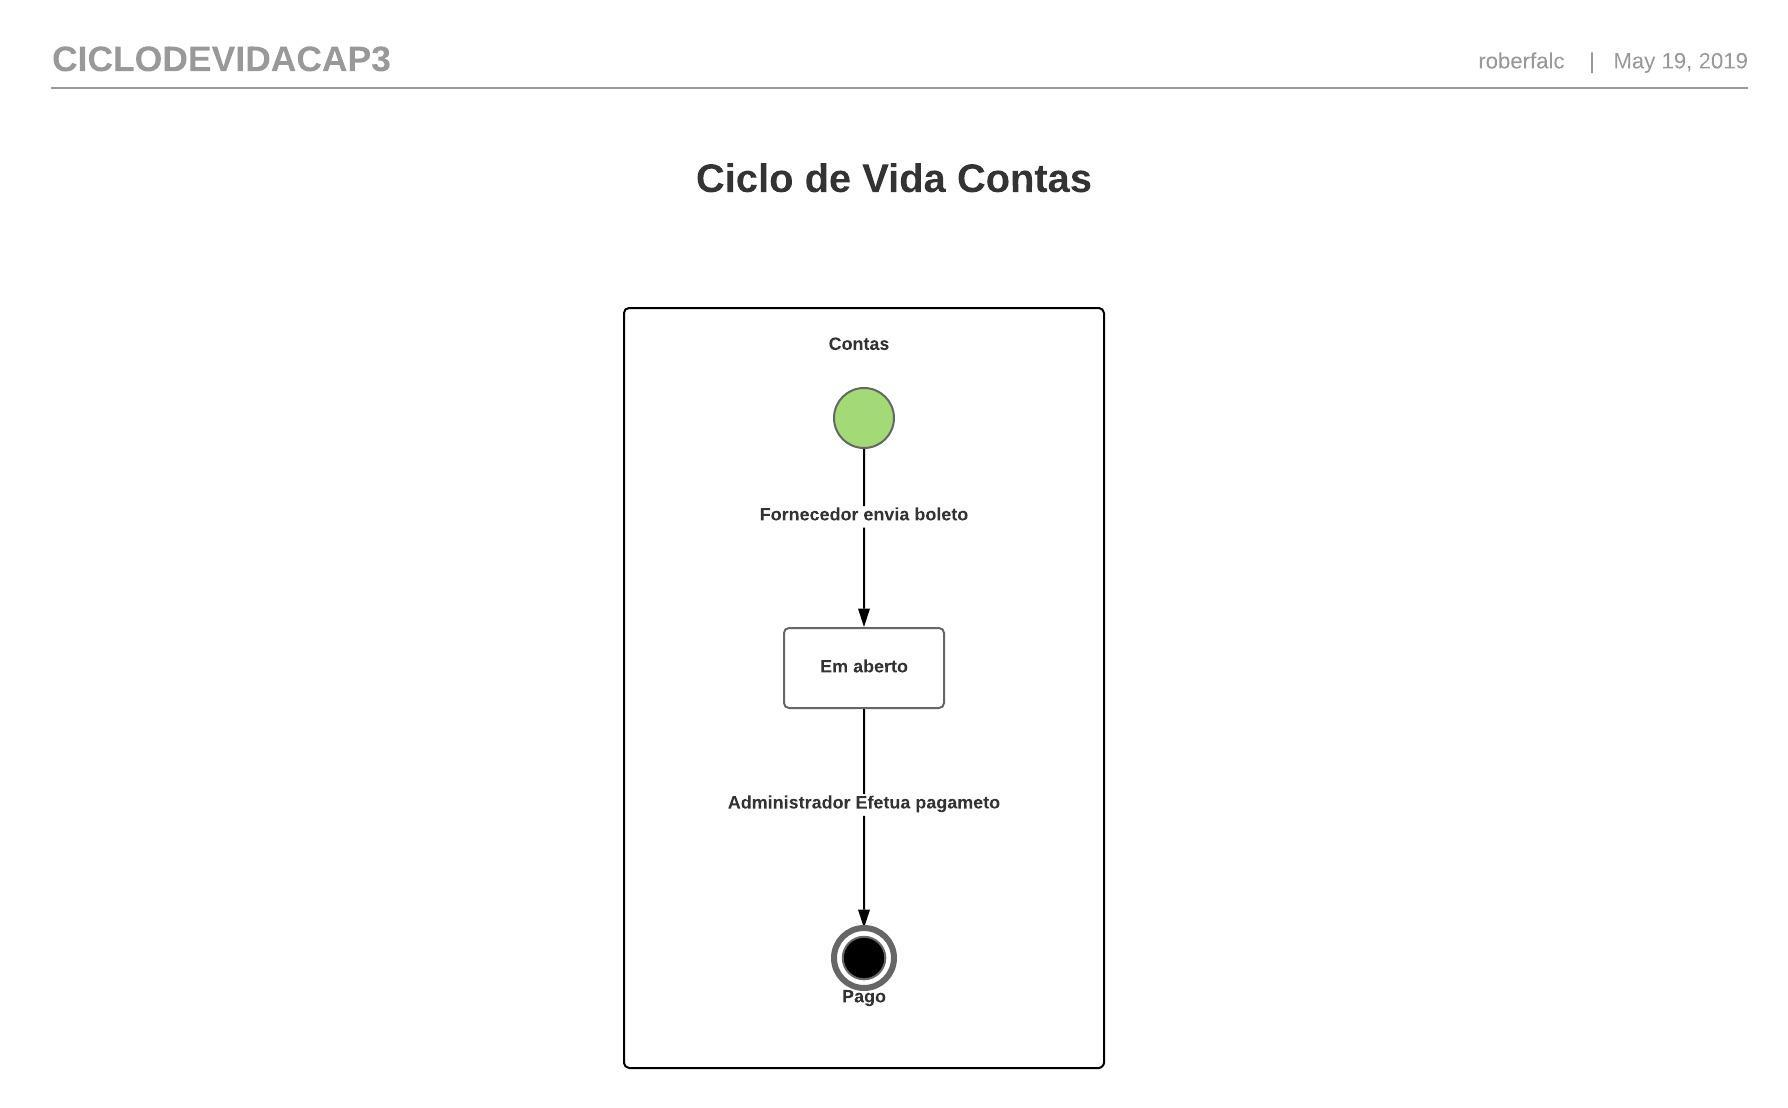 CICLODEVIDACAP3
roberfalc | May 19, 2019
Ciclo de Vida Contas
Contas
Fornecedor envia boleto
Em aberto
Administrador Efetua pagameto
Pago